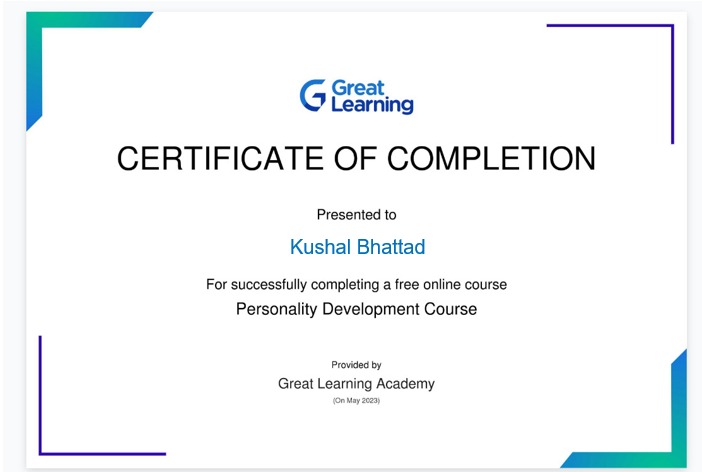 Great
Learning
CERTIFICATE OF COMPLETION
Presented to
Kushal Bhattad
For successfully completing a free online course
Personality Development Course
Provided by
Great Learning Academy
(On May 2023)